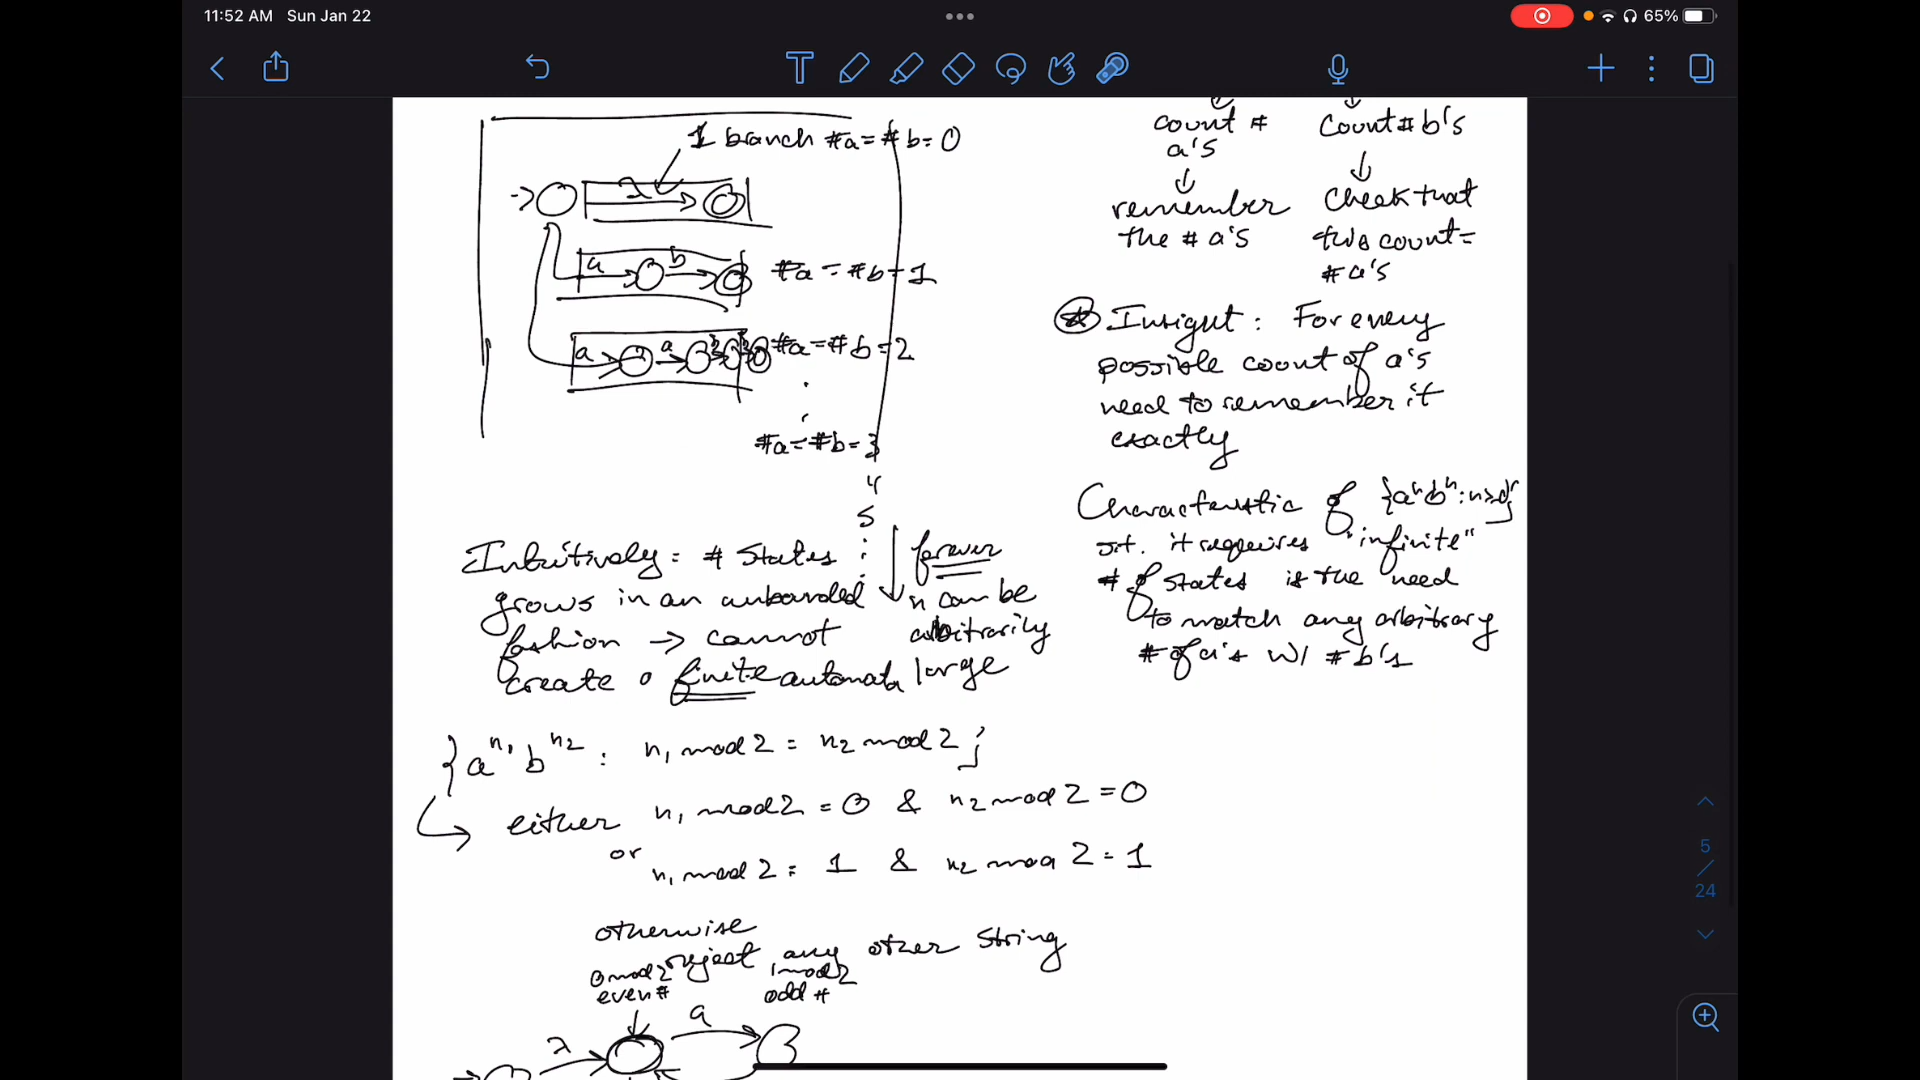 11:52 AM Sun Jan 22
65%
1 branch #a = #b = 0
λ
a b
#a = #b = 1
a a b b
#a = #b = 2
#a = #b = 3
4
5
Intuitively = # states
grows in an unbounded
fashion → cannot
create a finite automata
forever
n can be
arbitrarily
large
count #
a's
remember
the # a's
Count # b's
Check that
this count =
# a's
Insight : For every
possible count of a's
need to remember it
exactly
Characteristic of {aⁿbⁿ : n≥0}
s.t. it requires "infinite"
# of states is the need
to match any arbitrary
# of a's w/ # b's
{ a^n₁ b^n₂ : n₁ mod 2 = n₂ mod 2 }
either n₁ mod 2 = 0 & n₂ mod 2 = 0
or
n₁ mod 2 = 1 & n₂ mod 2 = 1
otherwise
reject any other string
0 mod 2
even #
1 mod 2
odd #
λ a
5
/
24